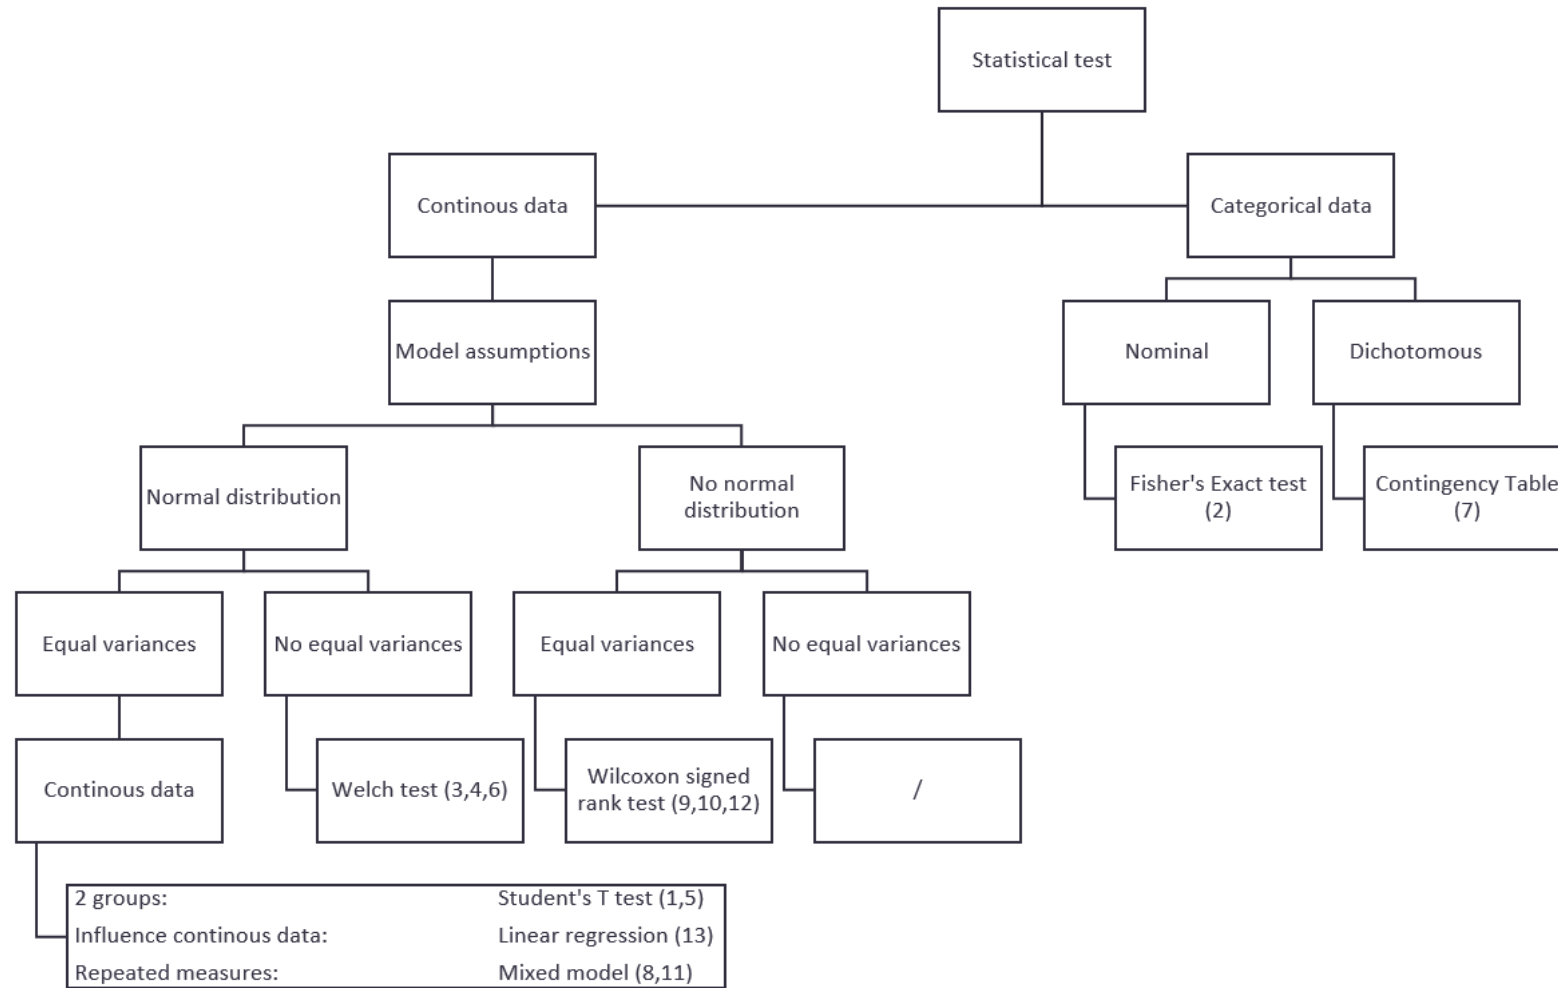 Statistical test
Continous data
Categorical data
Model assumptions
Nominal
Dichotomous
Normal distribution
No normal
distribution
Fisher's Exact test
(2)
Contingency Table
(7)
Equal variances
No equal variances
Equal variances
No equal variances
Continous data
Welch test (3,4,6)
Wilcoxon signed
rank test (9,10,12)
/
2 groups: Student's T test (1,5)
Influence continous data: Linear regression (13)
Repeated measures: Mixed model (8,11)